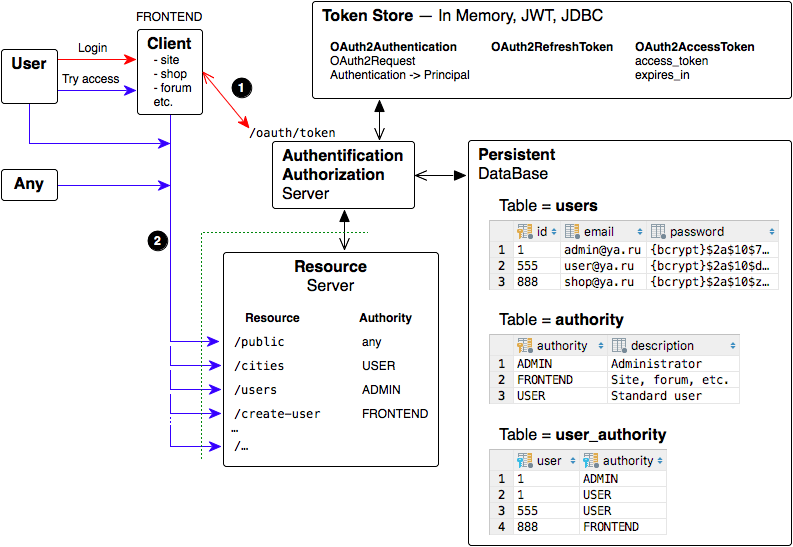 FRONTEND
User
Login
Try access
Client
- site
- shop
- forum
etc.
Any
1
2
/oauth/token
Token Store — In Memory, JWT, JDBC
OAuth2Authentication OAuth2RefreshToken OAuth2AccessToken
OAuth2Request access_token
Authentication -> Principal expires_in
Authentification
Authorization
Server
Resource
Server
Resource Authority
/public any
/cities USER
/users ADMIN
/create-user FRONTEND
…
/…
Persistent
DataBase
Table = users
id email password
1 1 admin@ya.ru {bcrypt}$2a$10$7…
2 555 user@ya.ru {bcrypt}$2a$10$d…
3 888 shop@ya.ru {bcrypt}$2a$10$z…
Table = authority
authority description
1 ADMIN Administrator
2 FRONTEND Site, forum, etc.
3 USER Standard user
Table = user_authority
user authority
1 1 ADMIN
2 1 USER
3 555 USER
4 888 FRONTEND